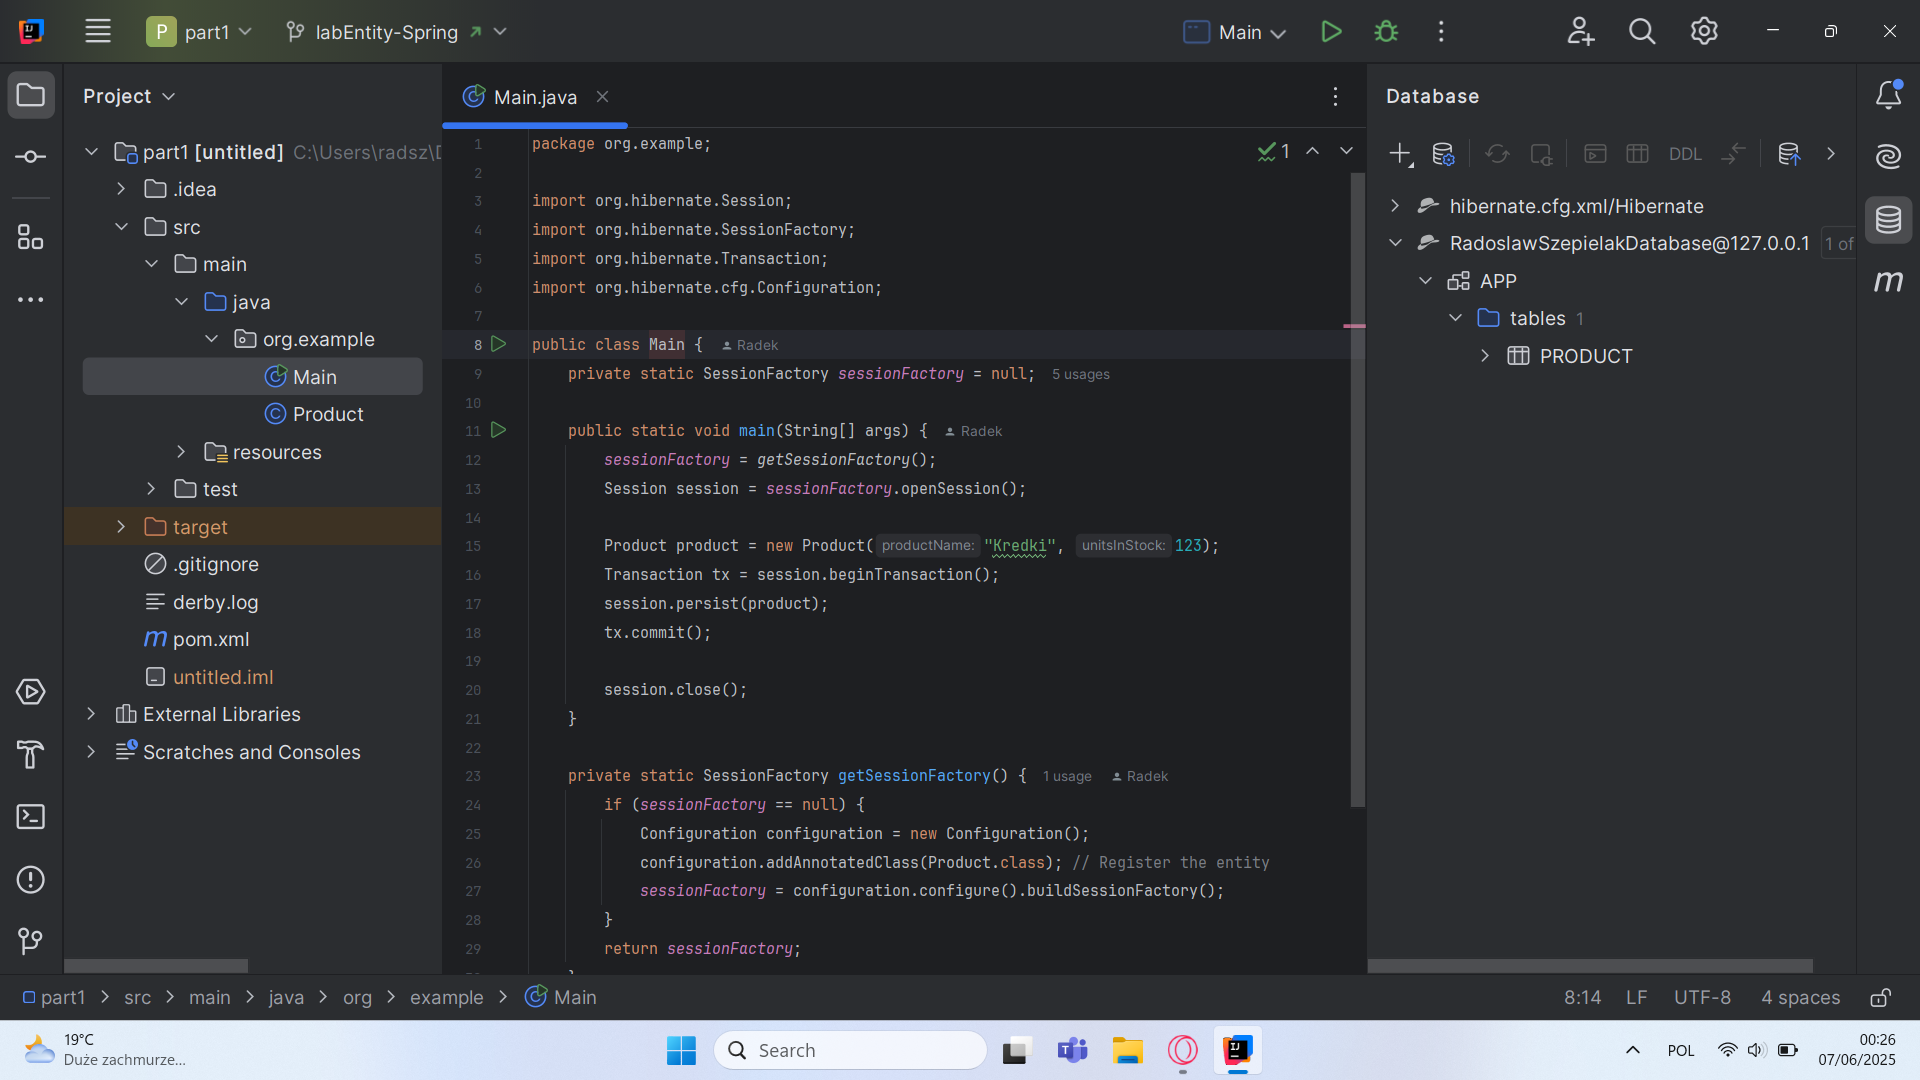 P part1
labEntity-Spring
Main
Project
part1 [untitled] C:\Users\radsz\D
.idea
src
main
java
org.example
Main
Product
resources
test
target
.gitignore
derby.log
pom.xml
untitled.iml
External Libraries
Scratches and Consoles
Main.java
1
1 package org.example;
2
3 import org.hibernate.Session;
4 import org.hibernate.SessionFactory;
5 import org.hibernate.Transaction;
6 import org.hibernate.cfg.Configuration;
7
8 public class Main { Radek
9 private static SessionFactory sessionFactory = null; 5 usages
10
11 public static void main(String[] args) { Radek
12 sessionFactory = getSessionFactory();
13 Session session = sessionFactory.openSession();
14
15 Product product = new Product( productName: "Kredki", unitsInStock: 123);
16 Transaction tx = session.beginTransaction();
17 session.persist(product);
18 tx.commit();
19
20 session.close();
21 }
22
23 private static SessionFactory getSessionFactory() { 1 usage Radek
24 if (sessionFactory == null) {
25 Configuration configuration = new Configuration();
26 configuration.addAnnotatedClass(Product.class); // Register the entity
27 sessionFactory = configuration.configure().buildSessionFactory();
28 }
29 return sessionFactory;
Database
DDL
hibernate.cfg.xml/Hibernate
RadoslawSzepielakDatabase@127.0.0.1 1 of
APP
tables 1
PRODUCT
m
part1 > src > main > java > org > example > Main
8:14 LF UTF-8 4 spaces
19°C
Duże zachmurze...
Search
POL
00:26
07/06/2025